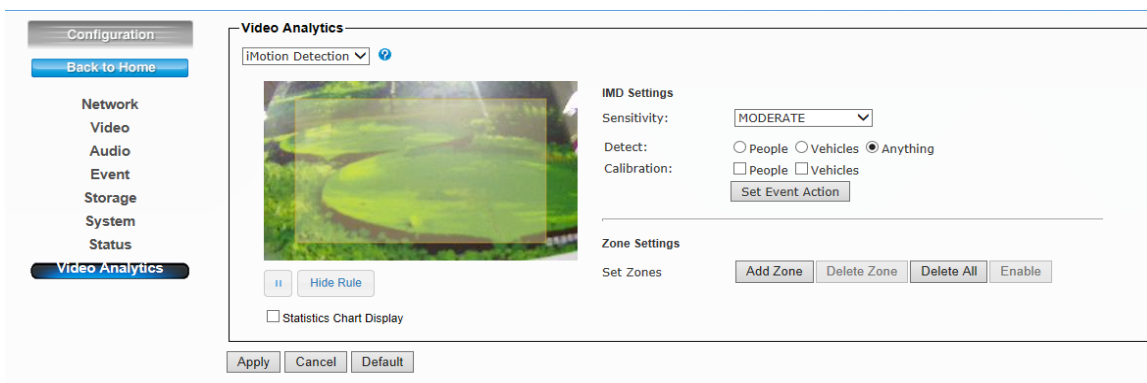 Configuration
Back to Home
Network
Video
Audio
Event
Storage
System
Status
Video Analytics
Video Analytics
iMotion Detection
Hide Rule
Statistics Chart Display
IMD Settings
Sensitivity: MODERATE
Detect: People Vehicles Anything
Calibration: People Vehicles
Set Event Action
Zone Settings
Set Zones Add Zone Delete Zone Delete All Enable
Apply Cancel Default